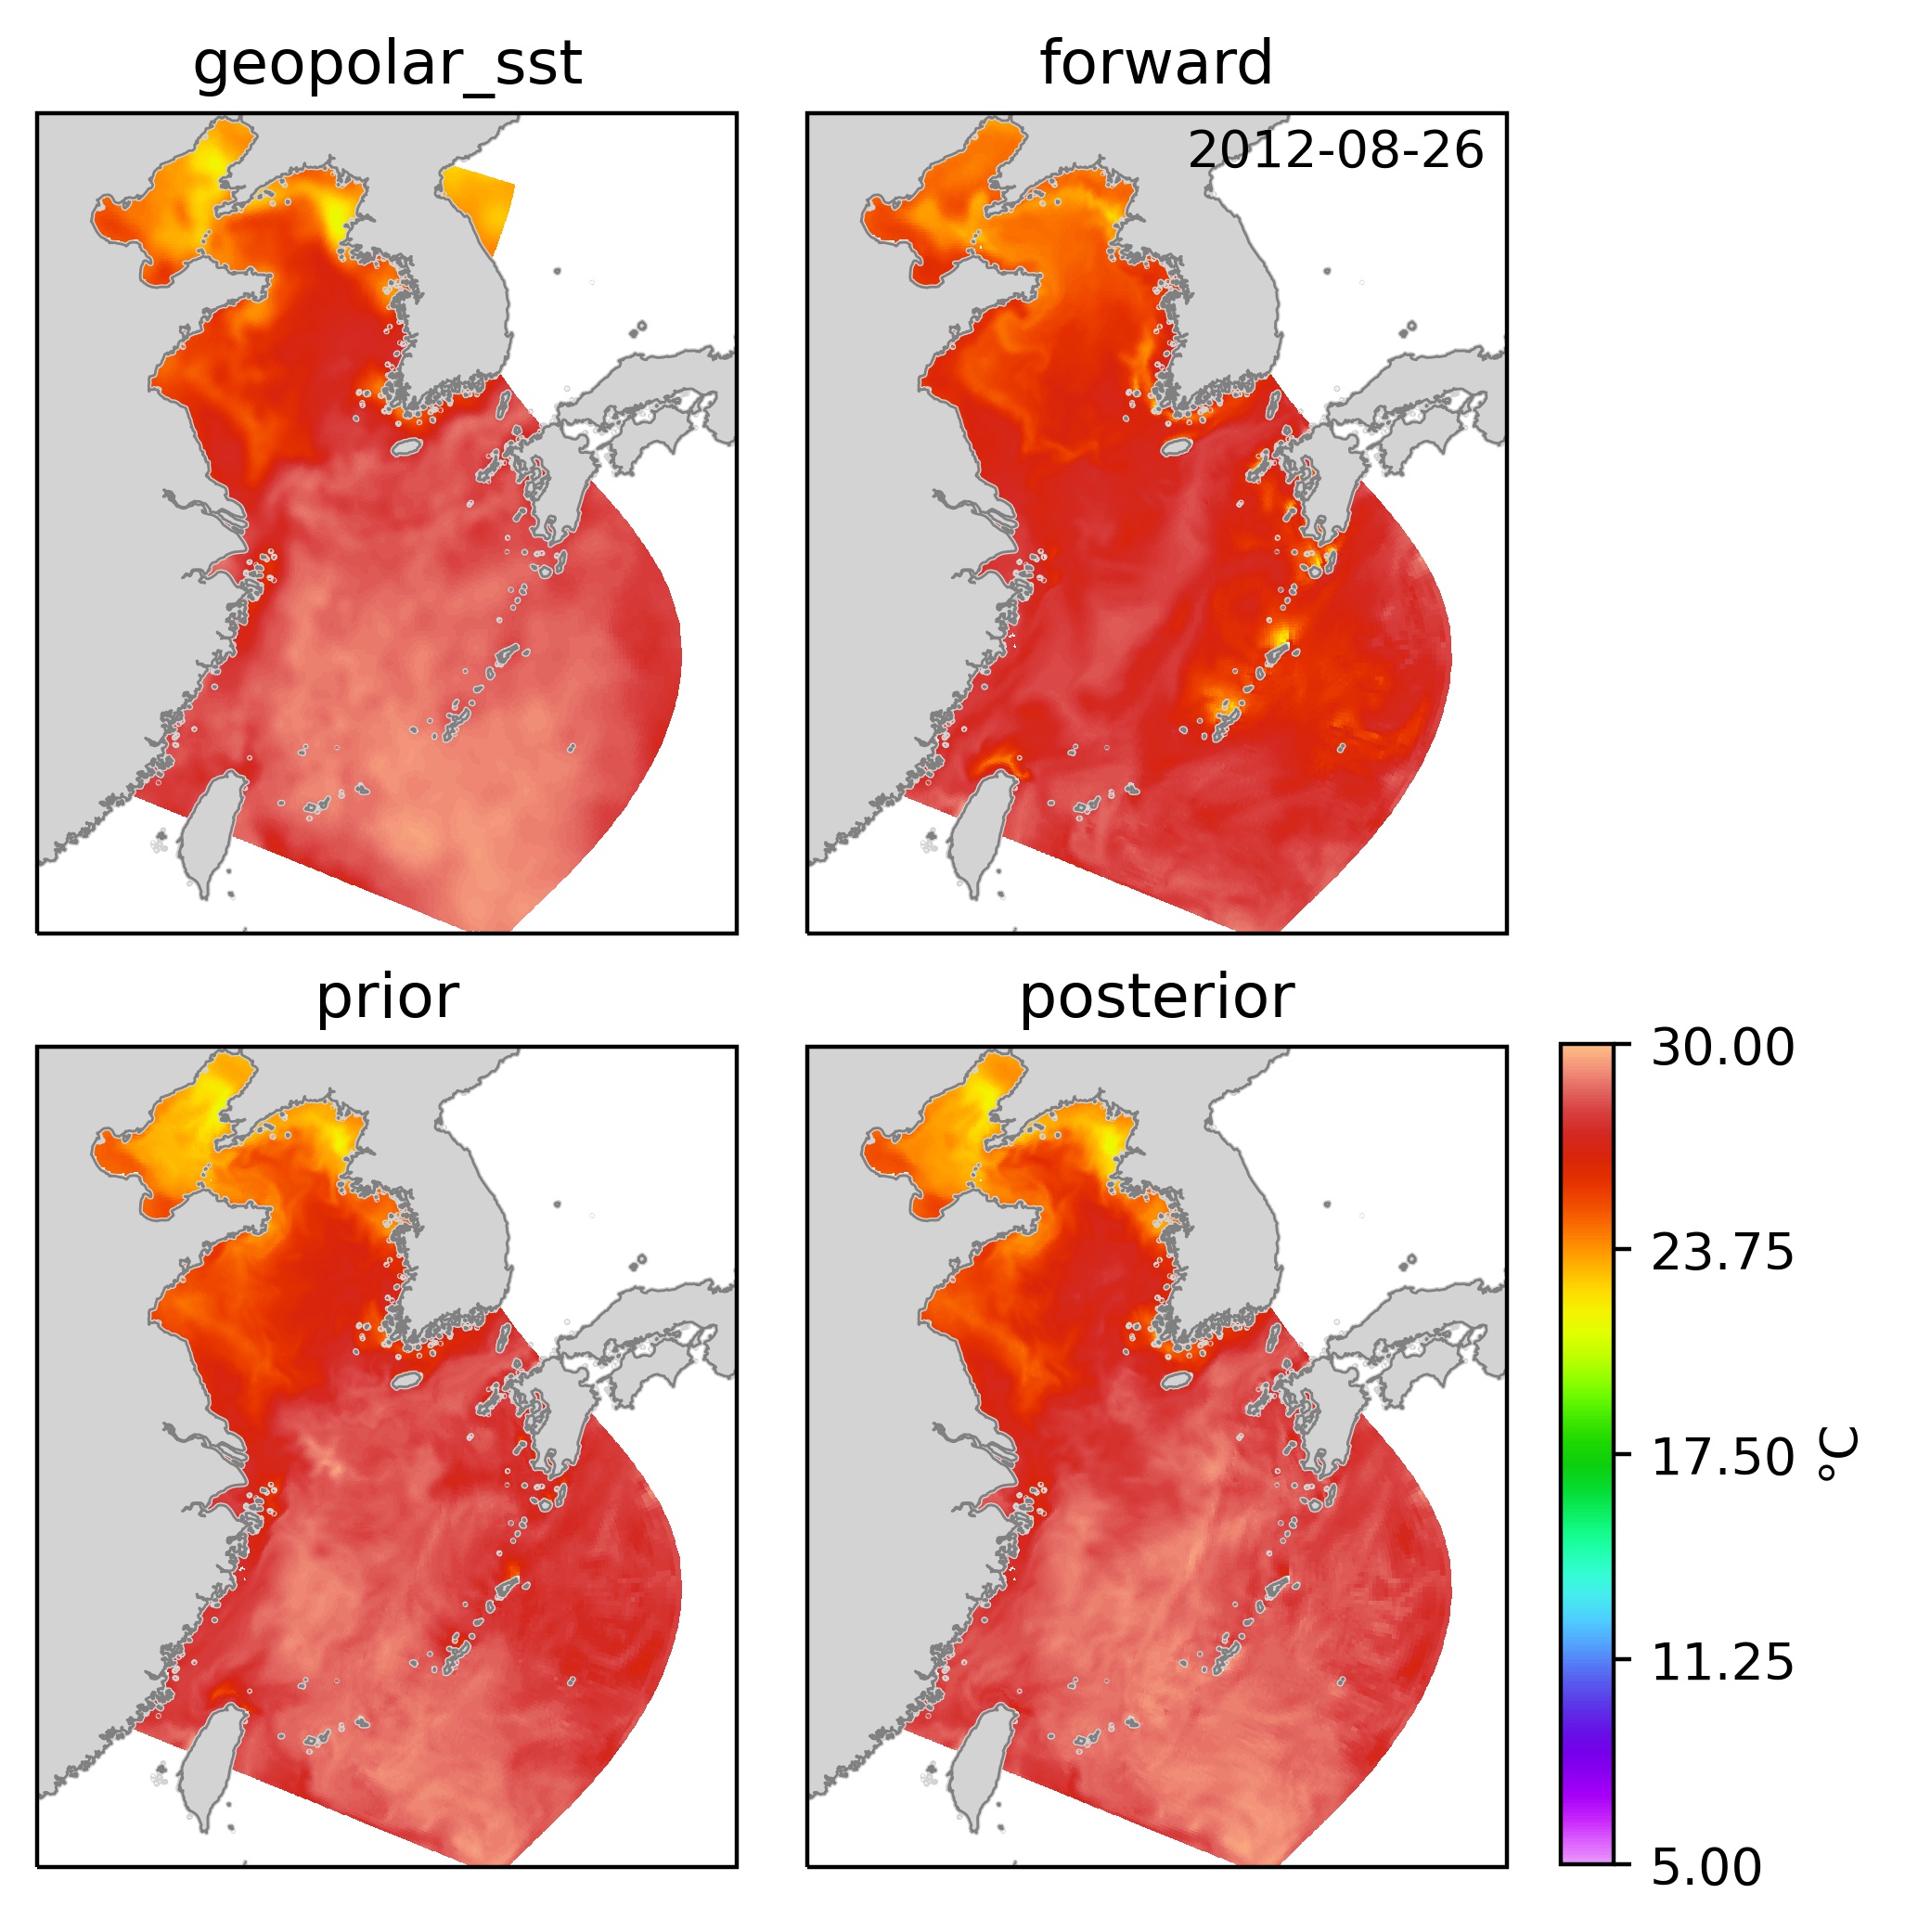 geopolar_sst
forward
2012-08-26
prior
posterior
30.00
23.75
17.50
11.25
5.00
°C